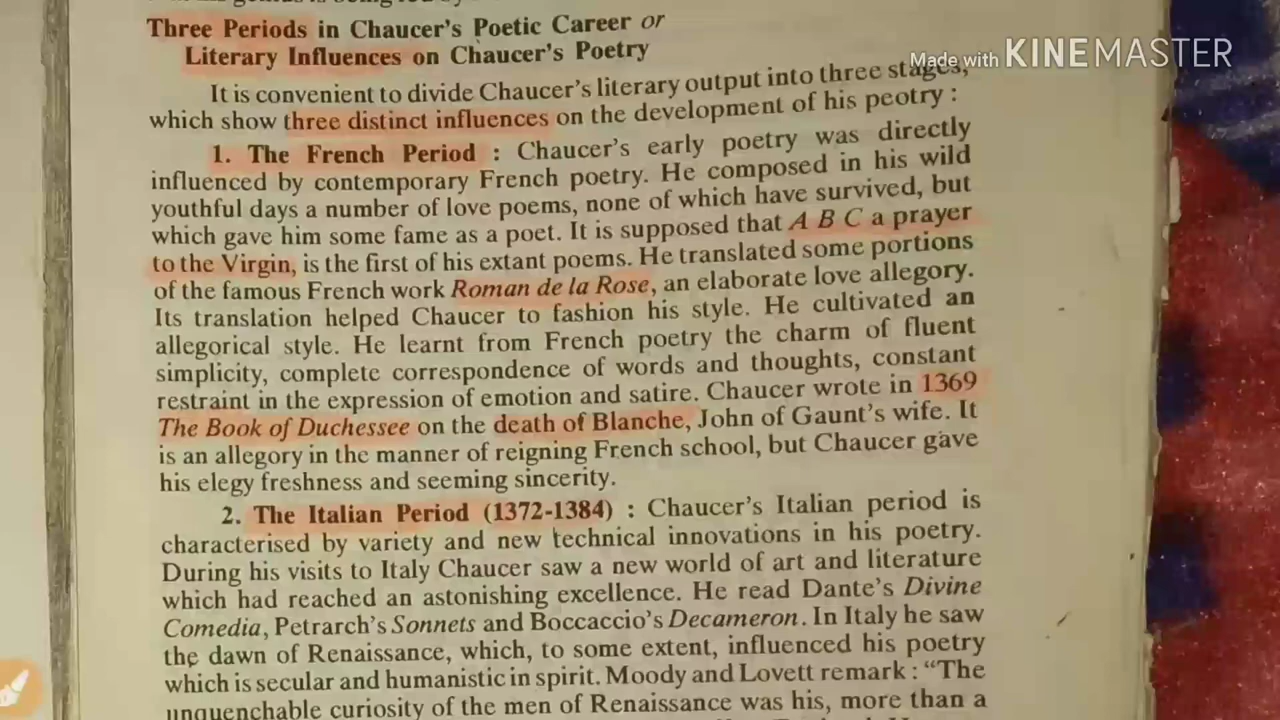 Three Periods in Chaucer's Poetic Career or
Literary Influences on Chaucer's Poetry
Made with KINEMASTER
It is convenient to divide Chaucer's literary output into three stages,
which show three distinct influences on the development of his peotry :
1. The French Period : Chaucer's early poetry was directly
influenced by contemporary French poetry. He composed in his wild
youthful days a number of love poems, none of which have survived, but
which gave him some fame as a poet. It is supposed that A B C a prayer
to the Virgin, is the first of his extant poems. He translated some portions
of the famous French work Roman de la Rose, an elaborate love allegory.
Its translation helped Chaucer to fashion his style. He cultivated an
allegorical style. He learnt from French poetry the charm of fluent
simplicity, complete correspondence of words and thoughts, constant
restraint in the expression of emotion and satire. Chaucer wrote in 1369
The Book of Duchessee on the death of Blanche, John of Gaunt's wife. It
is an allegory in the manner of reigning French school, but Chaucer gave
his elegy freshness and seeming sincerity.
2. The Italian Period (1372-1384) : Chaucer's Italian period is
characterised by variety and new technical innovations in his poetry.
During his visits to Italy Chaucer saw a new world of art and literature
which had reached an astonishing excellence. He read Dante's Divine
Comedia, Petrarch's Sonnets and Boccaccio's Decameron. In Italy he saw
the dawn of Renaissance, which, to some extent, influenced his poetry
which is secular and humanistic in spirit. Moody and Lovett remark : "The
unquenchable curiosity of the men of Renaissance was his, more than a